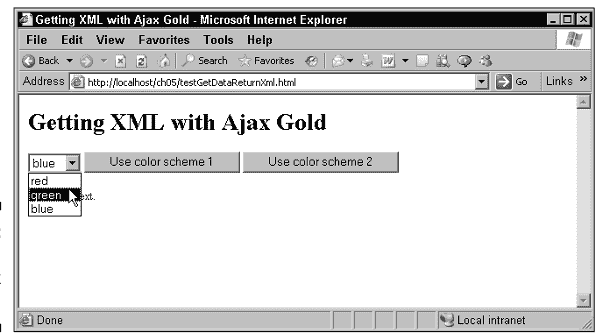 Getting XML with Ajax Gold - Microsoft Internet Explorer
File Edit View Favorites Tools Help
Back Search Favorites
Address http://localhost/ch05/testGetDataReturnXml.html Go Links »
Getting XML with Ajax Gold
blue Use color scheme 1 Use color scheme 2
red
green ext.
blue
Done Local intranet